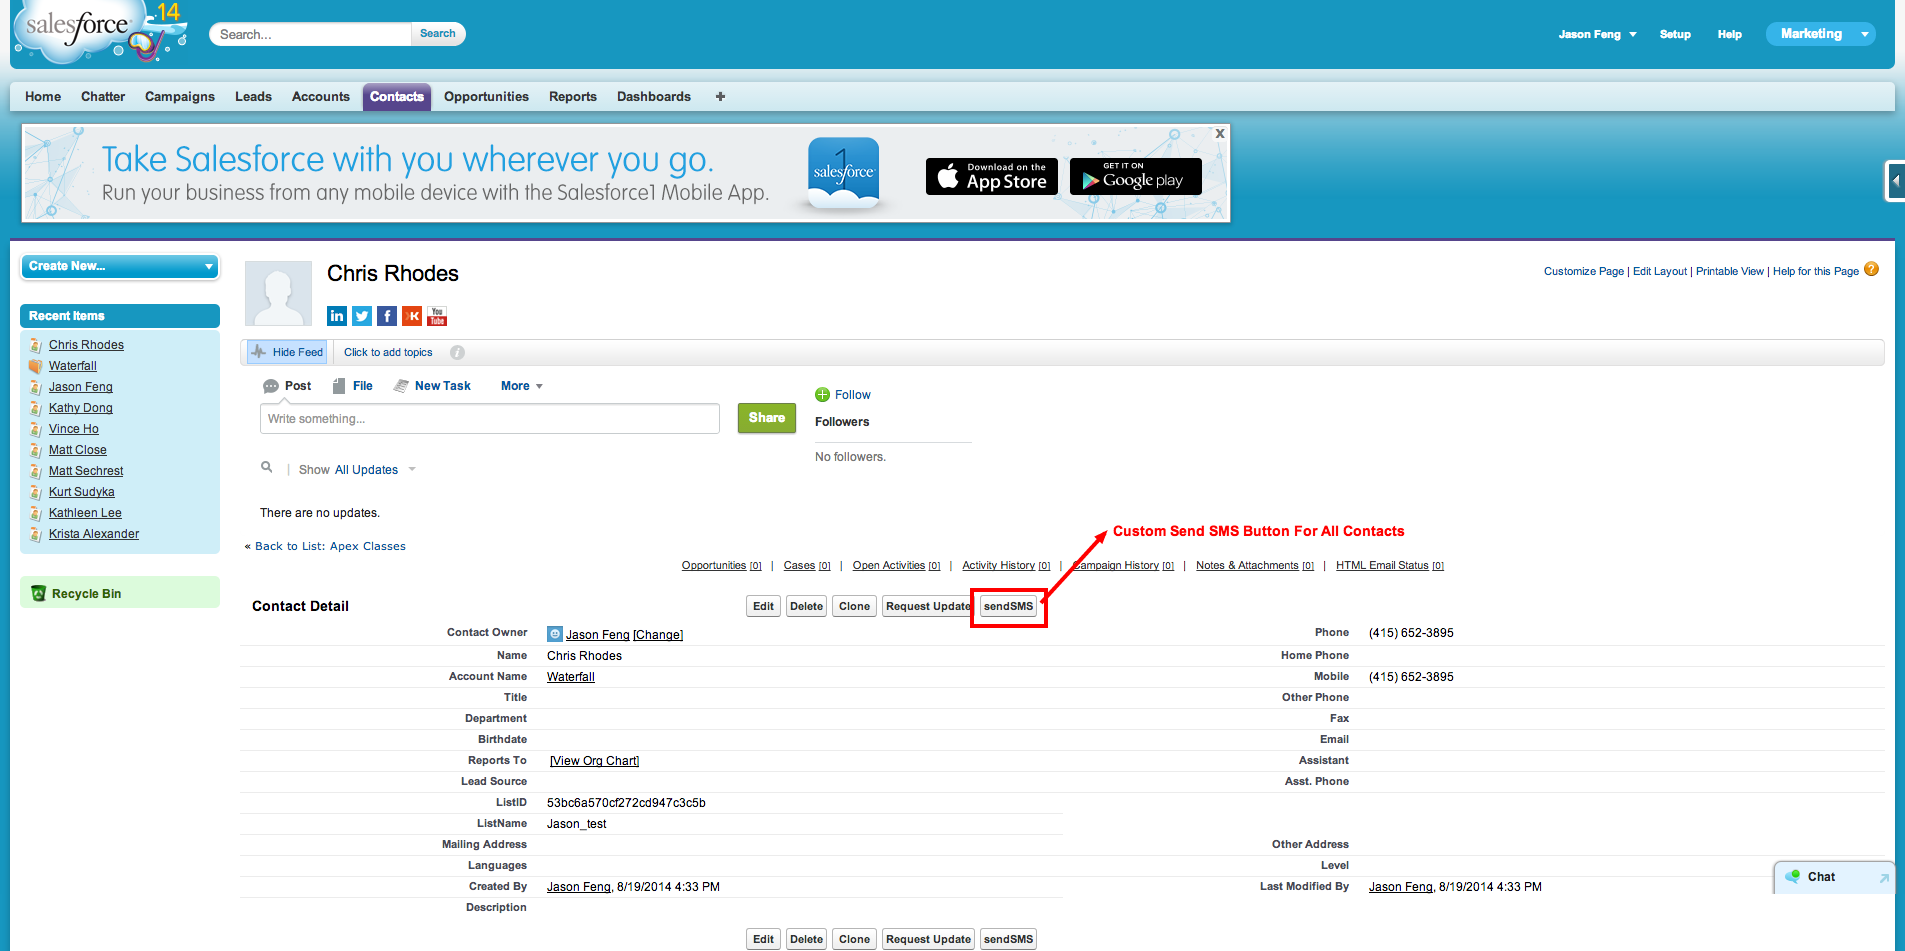 salesforce
14
Search...
Search
Jason Feng
Setup
Help
Marketing
Home
Chatter
Campaigns
Leads
Accounts
Contacts
Opportunities
Reports
Dashboards
+
Take Salesforce with you wherever you go.
Run your business from any mobile device with the Salesforce1 Mobile App.
1
salesforce
Download on the
App Store
GET IT ON
Google play
X
Create New...
Recent Items
Chris Rhodes
Waterfall
Jason Feng
Kathy Dong
Vince Ho
Matt Close
Matt Sechrest
Kurt Sudyka
Kathleen Lee
Krista Alexander
Recycle Bin
Chris Rhodes
Customize Page | Edit Layout | Printable View | Help for this Page ?
in
f
K
You
Tube
Hide Feed
Click to add topics
i
Post
File
New Task
More
Write something...
Share
Follow
Followers
No followers.
| Show All Updates
There are no updates.
« Back to List: Apex Classes
Custom Send SMS Button For All Contacts
Opportunities [0] | Cases [0] | Open Activities [0] | Activity History [0] | Campaign History [0] | Notes & Attachments [0] | HTML Email Status [0]
Contact Detail
Edit
Delete
Clone
Request Update
sendSMS
Contact Owner Jason Feng [Change]
Phone (415) 652-3895
Name Chris Rhodes
Home Phone
Account Name Waterfall
Mobile (415) 652-3895
Title
Other Phone
Department
Fax
Birthdate
Email
Reports To [View Org Chart]
Assistant
Lead Source
Asst. Phone
ListID 53bc6a570cf272cd947c3c5b
ListName Jason_test
Mailing Address
Other Address
Languages
Level
Created By Jason Feng, 8/19/2014 4:33 PM
Last Modified By Jason Feng, 8/19/2014 4:33 PM
Description
Edit
Delete
Clone
Request Update
sendSMS
Chat